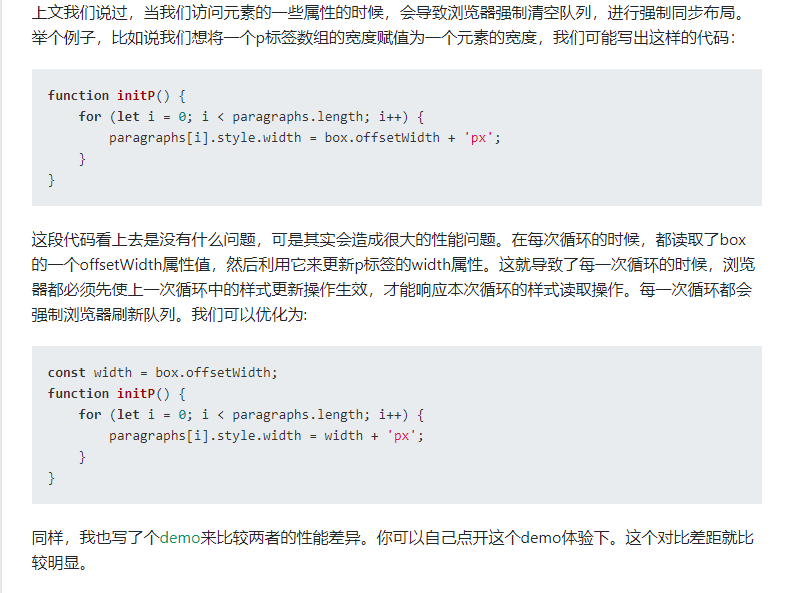 上文我们说过，当我们访问元素的一些属性的时候，会导致浏览器强制清空队列，进行强制同步布局。
举个例子，比如说我们想将一个p标签数组的宽度赋值为一个元素的宽度，我们可能写出这样的代码：
function initP() {
    for (let i = 0; i < paragraphs.length; i++) {
        paragraphs[i].style.width = box.offsetWidth + 'px';
    }
}
这段代码看上去是没有什么问题，可是其实会造成很大的性能问题。在每次循环的时候，都读取了box
的一个offsetWidth属性值，然后利用它来更新p标签的width属性。这就导致了每一次循环的时候，浏览
器都必须先使上一次循环中的样式更新操作生效，才能响应本次循环的样式读取操作。每一次循环都会
强制浏览器刷新队列。我们可以优化为:
const width = box.offsetWidth;
function initP() {
    for (let i = 0; i < paragraphs.length; i++) {
        paragraphs[i].style.width = width + 'px';
    }
}
同样，我也写了个demo来比较两者的性能差异。你可以自己点开这个demo体验下。这个对比差距就比
较明显。